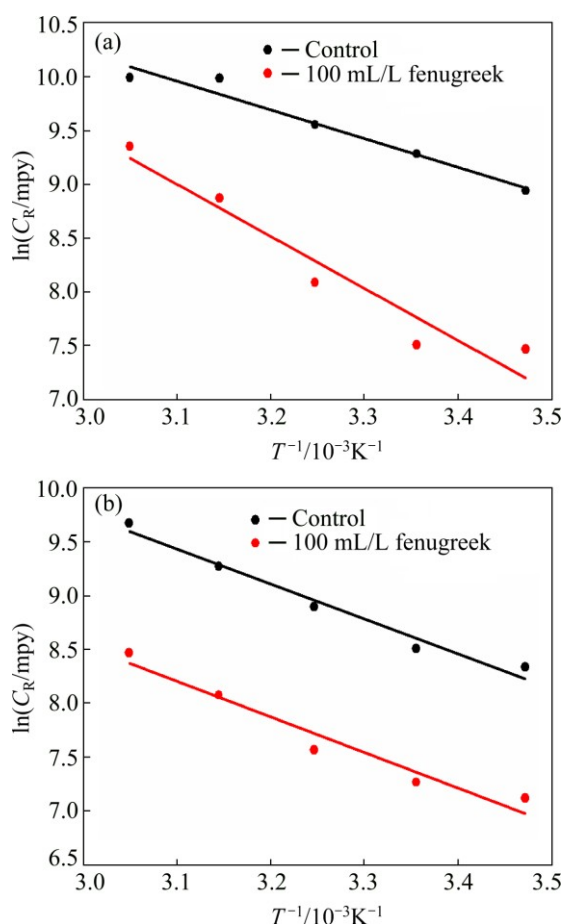 (a)
Control
100 mL/L fenugreek
ln(C_R/mpy)
10.5
10.0
9.5
9.0
8.5
8.0
7.5
7.0
3.0 3.1 3.2 3.3 3.4 3.5
T⁻¹/10⁻³K⁻¹
(b)
Control
100 mL/L fenugreek
ln(C_R/mpy)
10.0
9.5
9.0
8.5
8.0
7.5
7.0
6.5
3.0 3.1 3.2 3.3 3.4 3.5
T⁻¹/10⁻³K⁻¹